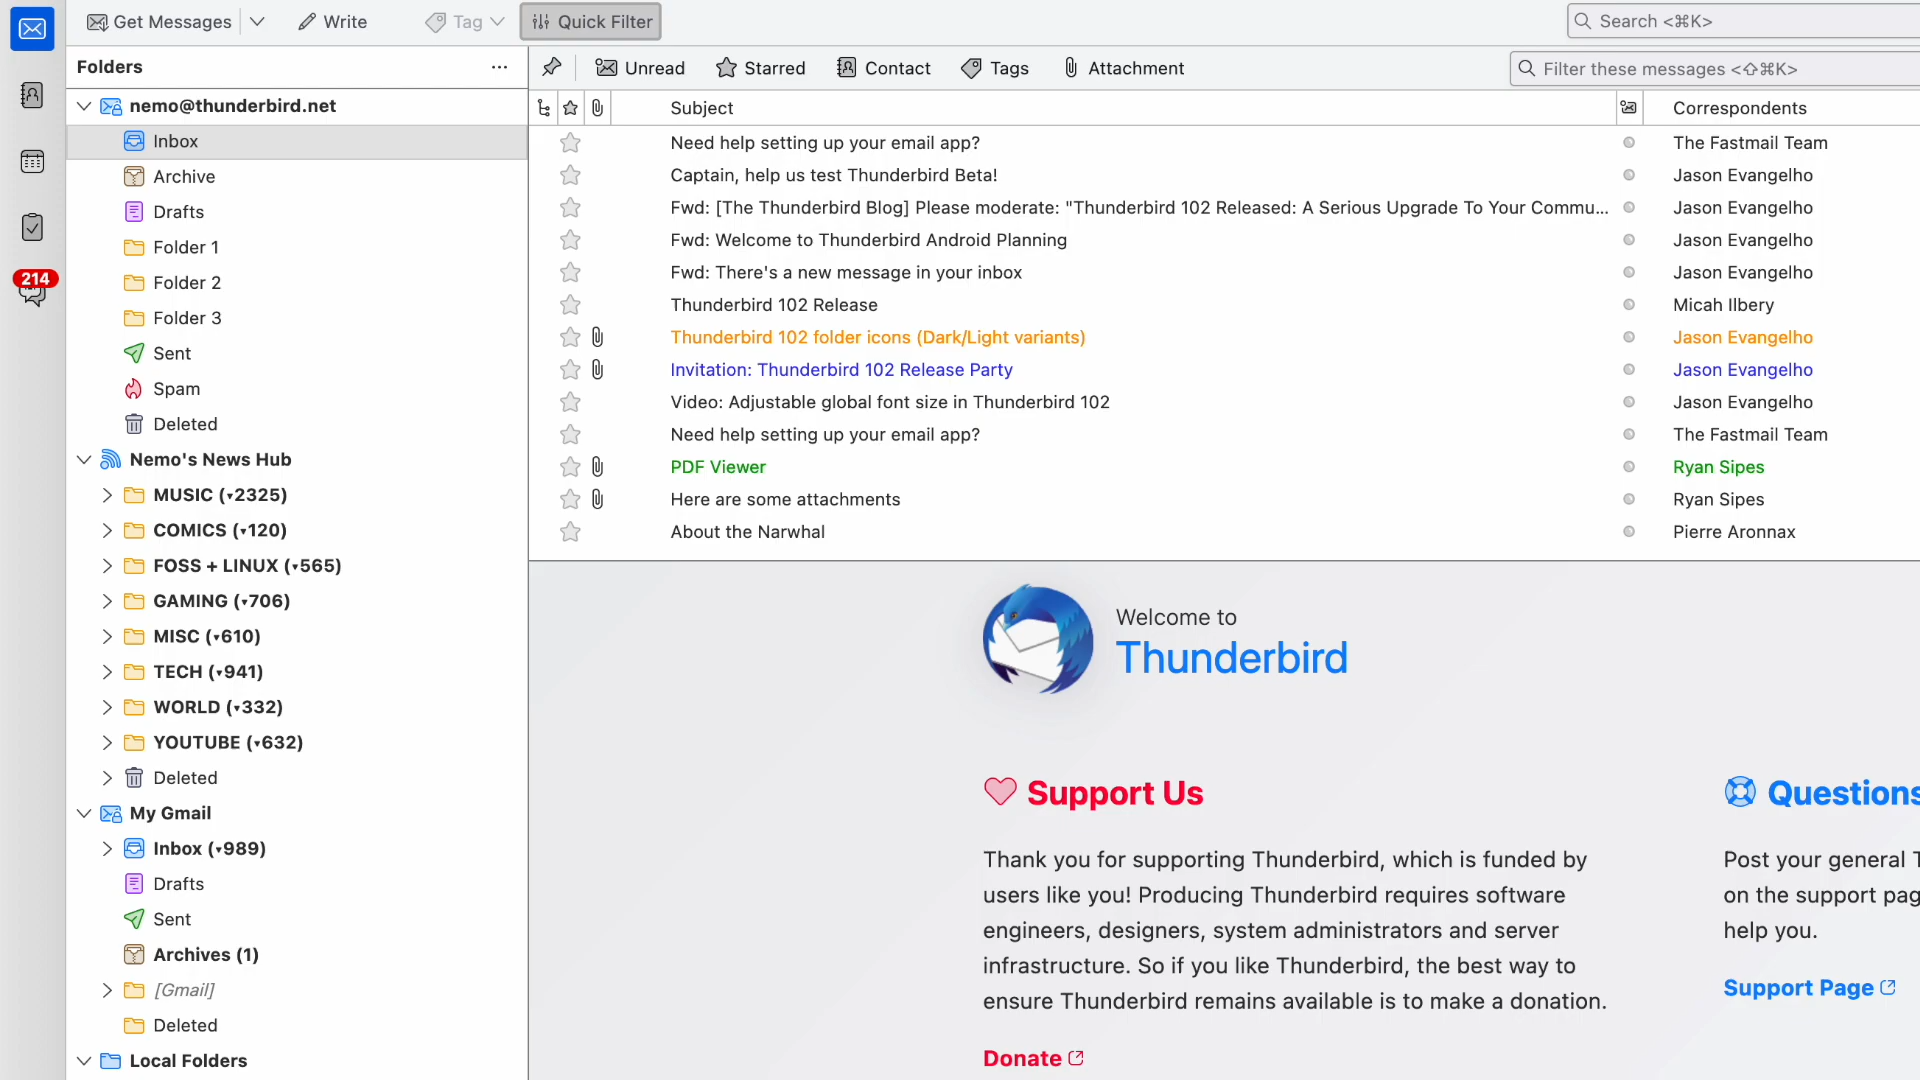 Get Messages
Write
Tag
Quick Filter
Search <⌘K>
Folders
...
Unread
Starred
Contact
Tags
Attachment
Filter these messages <⇧⌘K>
nemo@thunderbird.net
Inbox
Archive
Drafts
Folder 1
Folder 2
Folder 3
Sent
Spam
Deleted
Nemo's News Hub
MUSIC (▾2325)
COMICS (▾120)
FOSS + LINUX (▾565)
GAMING (▾706)
MISC (▾610)
TECH (▾941)
WORLD (▾332)
YOUTUBE (▾632)
Deleted
My Gmail
Inbox (▾989)
Drafts
Sent
Archives (1)
[Gmail]
Deleted
Local Folders
214
Subject Correspondents
Need help setting up your email app? The Fastmail Team
Captain, help us test Thunderbird Beta! Jason Evangelho
Fwd: [The Thunderbird Blog] Please moderate: "Thunderbird 102 Released: A Serious Upgrade To Your Commu... Jason Evangelho
Fwd: Welcome to Thunderbird Android Planning Jason Evangelho
Fwd: There's a new message in your inbox Jason Evangelho
Thunderbird 102 Release Micah Ilbery
Thunderbird 102 folder icons (Dark/Light variants) Jason Evangelho
Invitation: Thunderbird 102 Release Party Jason Evangelho
Video: Adjustable global font size in Thunderbird 102 Jason Evangelho
Need help setting up your email app? The Fastmail Team
PDF Viewer Ryan Sipes
Here are some attachments Ryan Sipes
About the Narwhal Pierre Aronnax
Welcome to
Thunderbird
Support Us
Thank you for supporting Thunderbird, which is funded by
users like you! Producing Thunderbird requires software
engineers, designers, system administrators and server
infrastructure. So if you like Thunderbird, the best way to
ensure Thunderbird remains available is to make a donation.
Donate
Questions
Post your general T
on the support pag
help you.
Support Page